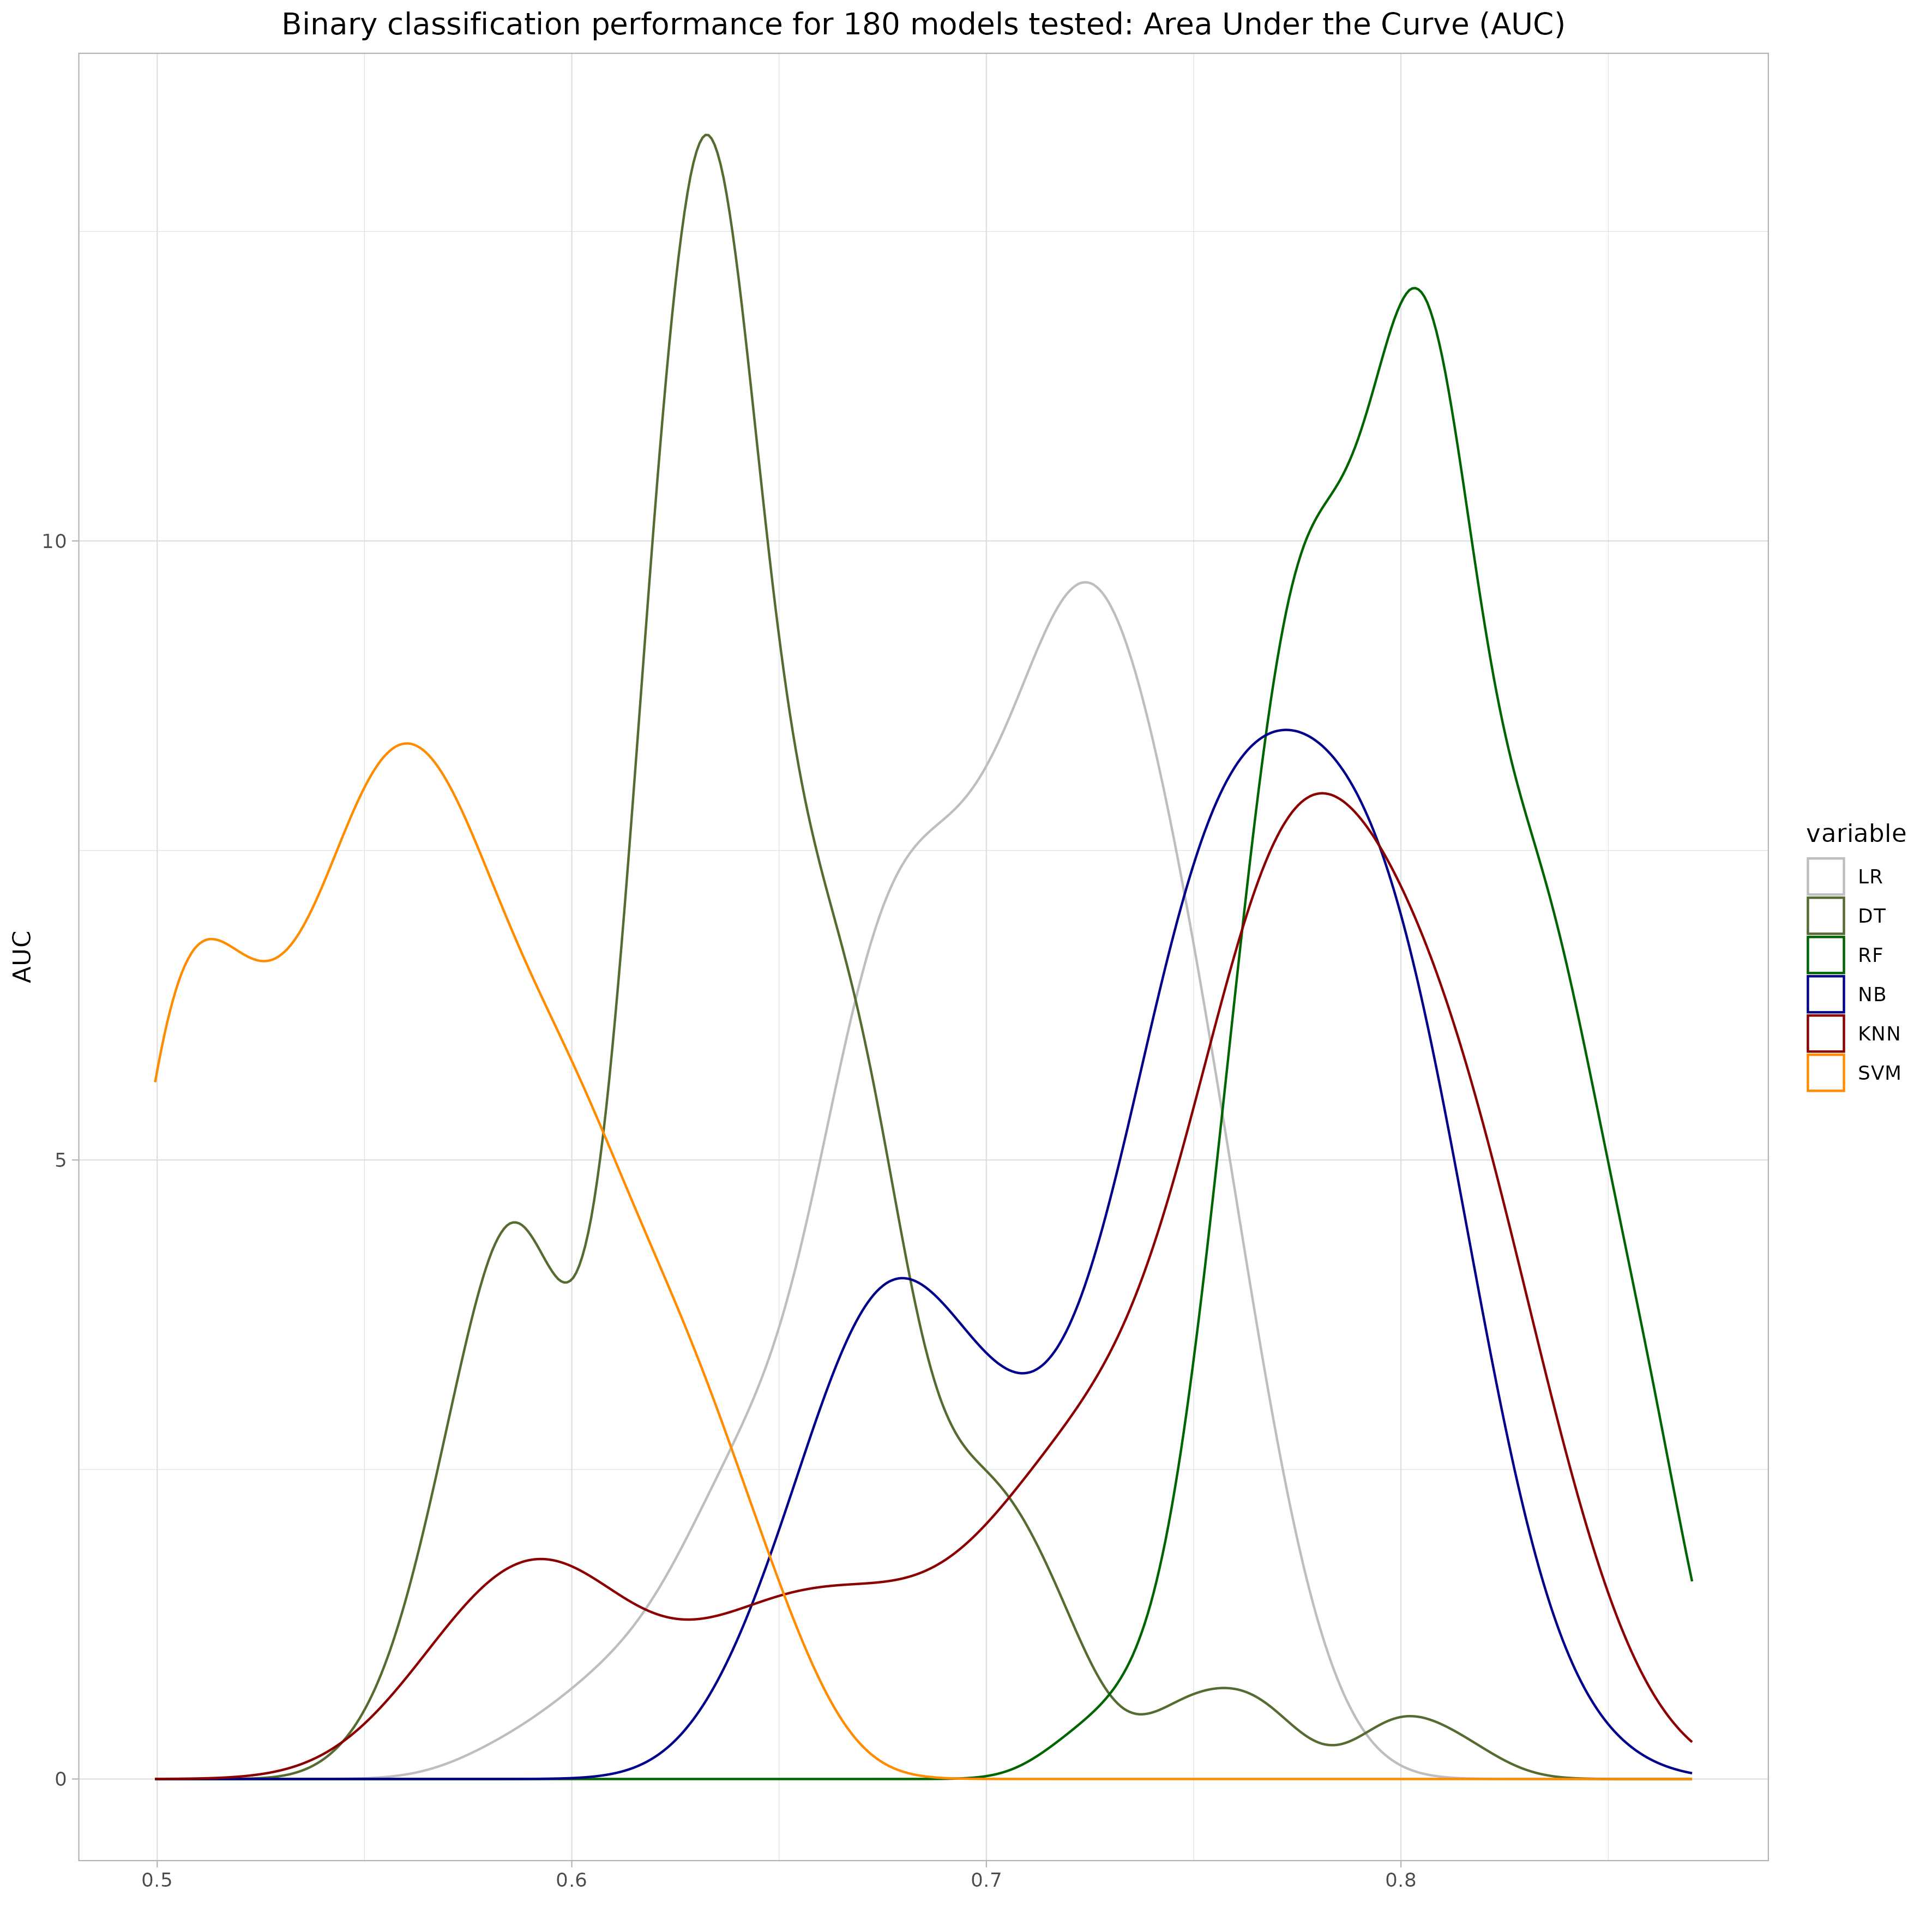 Binary classification performance for 180 models tested: Area Under the Curve (AUC)
10
5
0
AUC
0.5 0.6 0.7 0.8
variable
LR
DT
RF
NB
KNN
SVM